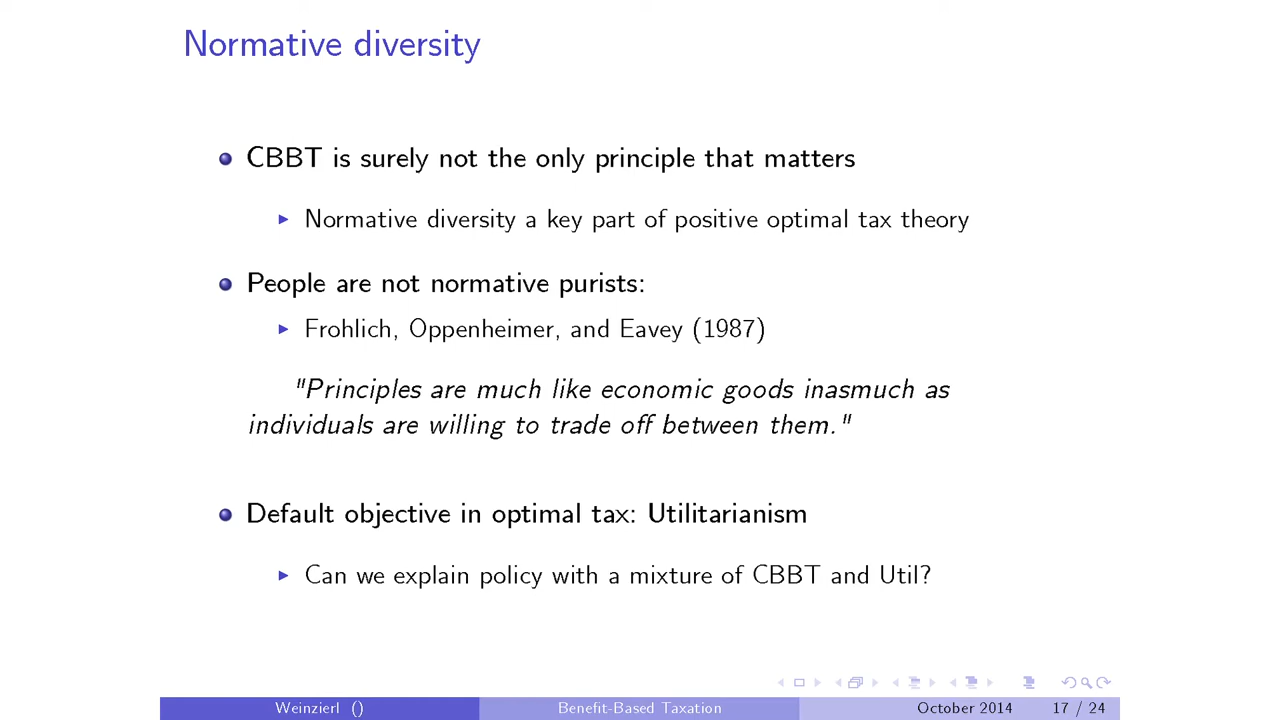 Normative diversity
CBBT is surely not the only principle that matters
Normative diversity a key part of positive optimal tax theory
People are not normative purists:
Frohlich, Oppenheimer, and Eavey (1987)
"Principles are much like economic goods inasmuch as
individuals are willing to trade off between them."
Default objective in optimal tax: Utilitarianism
Can we explain policy with a mixture of CBBT and Util?
Weinzierl ()
Benefit-Based Taxation
October 2014
17 / 24